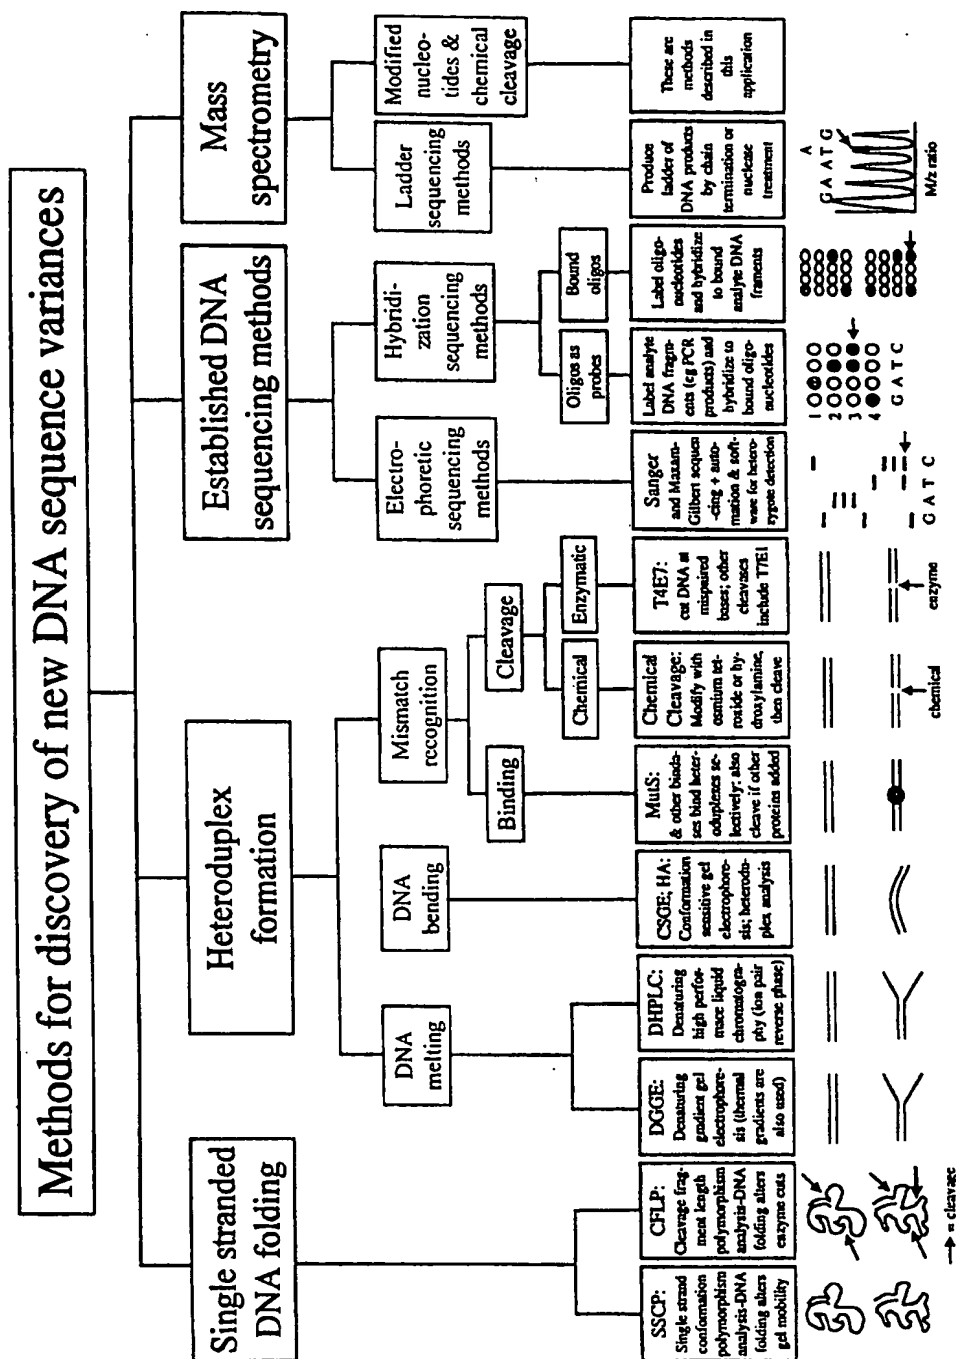 Methods for discovery of new DNA sequence variances
Single stranded
DNA folding
Heteroduplex
formation
Established DNA
sequencing methods
Mass
spectrometry
DNA
melting
DNA
bending
Mismatch
recognition
Electro-
phoretic
sequencing
methods
Hybridi-
zation
sequencing
methods
Ladder
sequencing
methods
Modified
nucleo-
tides &
chemical
cleavage
Binding
Cleavage
Chemical
Enzymatic
Oligos as
probes
Bound
oligos
SSCP:
Single strand
conformation
polymorphism
analysis-DNA
folding alters
gel mobility
CFLP:
Cleavage frag-
ment length
polymorphism
analysis-DNA
folding alters
enzyme cuts
DGGE:
Denaturing
gradient gel
electrophore-
sis (thermal
gradients are
also used)
DHPLC:
Denaturing
high perfor-
mace liquid
chromatogra-
phy (ion pair
reverse phase)
CSGE; HA:
Conformation
sensitive gel
electrophore-
sis; heterodu-
plex analysis
MutS:
& other binda-
ses bind heter-
oduplexes se-
lectively; also
cleave if other
proteins added
Chemical
Cleavage:
Modify with
osmium tet-
roxide or hy-
droxylamine,
then cleave
T4E7:
cut DNA at
mispaired
bases; other
cleavases
include T7E1
Sanger
and Maxam-
Gilbert sequen
-cing + auto-
mation & soft-
ware for hetero-
zygote detection
Label analyte
DNA fragm-
ents (eg PCR
products) and
hybridize to
bound oligo-
nucleotides
Label oligo-
nucleotides
and hybridize
to bound
analyte DNA
framents
Produce
ladder of
DNA products
by chain
termination or
nuclease
treatment
These are
methods
described in
this
application
= cleavage
chemical
enzyme
G A T C
1
2
3
4
G A T C
A
G A A T G
M/z ratio